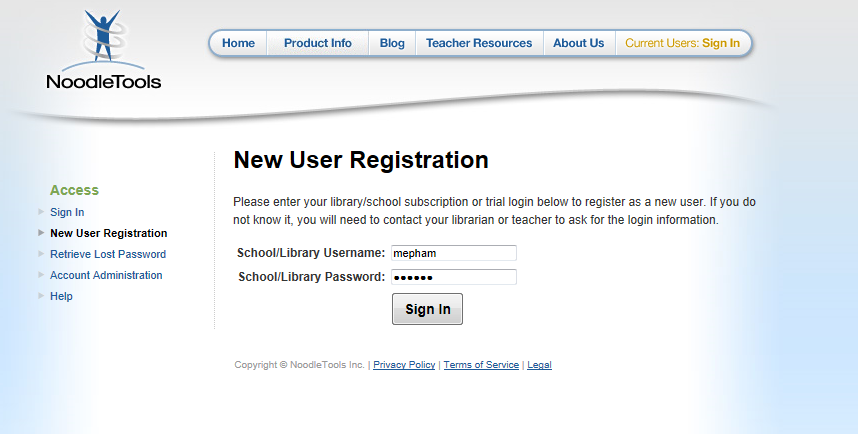 NoodleTools
Home Product Info Blog Teacher Resources About Us Current Users: Sign In
Access
Sign In
New User Registration
Retrieve Lost Password
Account Administration
Help
New User Registration
Please enter your library/school subscription or trial login below to register as a new user. If you do
not know it, you will need to contact your librarian or teacher to ask for the login information.
School/Library Username: mepham
School/Library Password: ●●●●●●
Sign In
Copyright © NoodleTools Inc. | Privacy Policy | Terms of Service | Legal